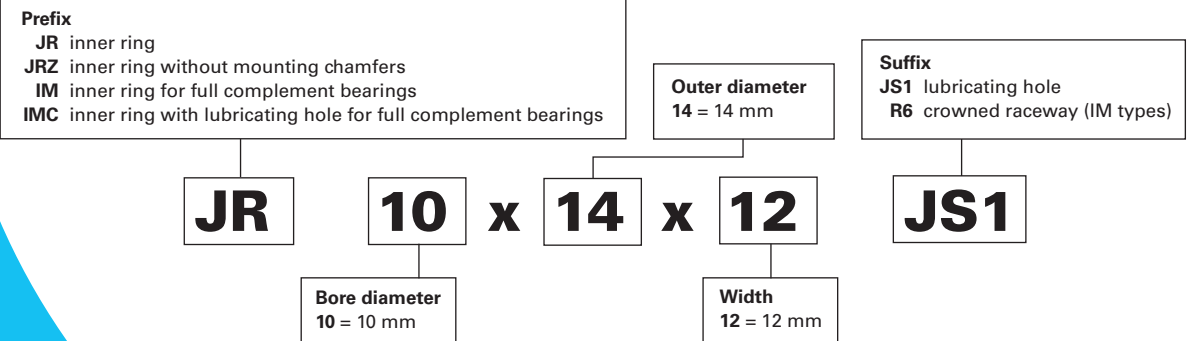 Prefix
JR inner ring
JRZ inner ring without mounting chamfers
IM inner ring for full complement bearings
IMC inner ring with lubricating hole for full complement bearings
Outer diameter
14 = 14 mm
Suffix
JS1 lubricating hole
R6 crowned raceway (IM types)
JR 10 x 14 x 12 JS1
Bore diameter
10 = 10 mm
Width
12 = 12 mm